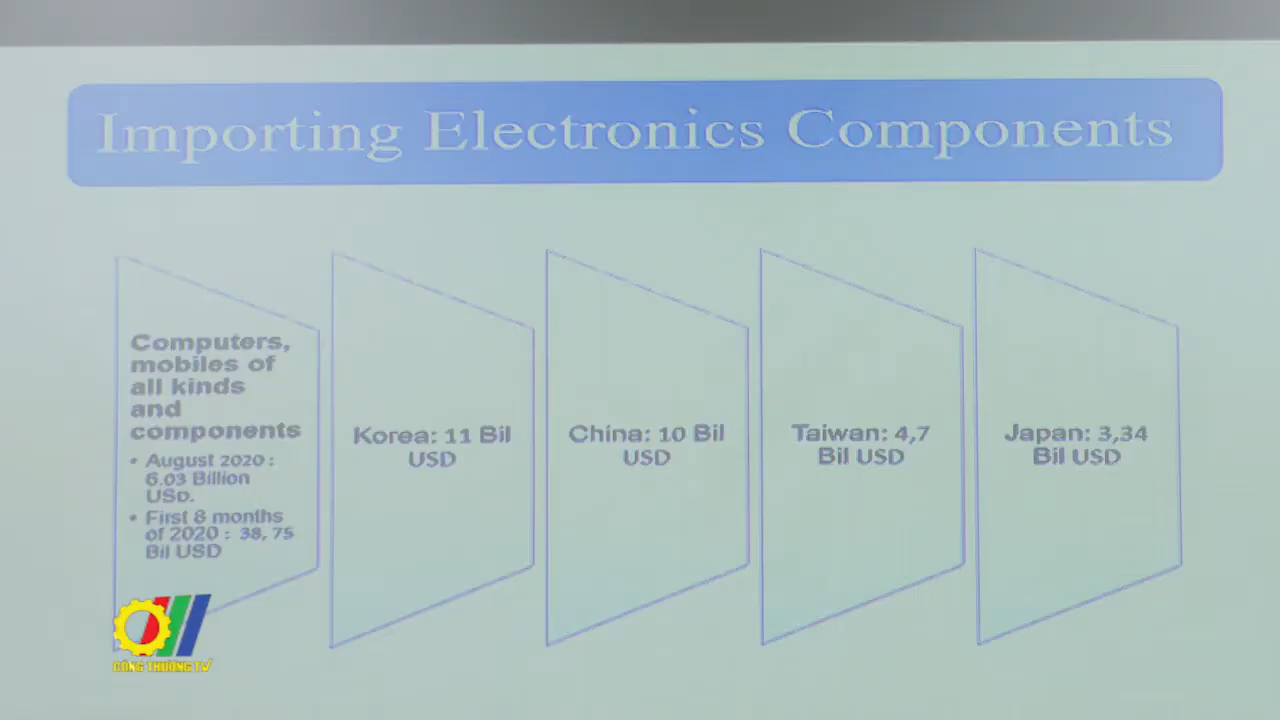 Importing Electronics Components
Computers,
mobiles of
all kinds
and
components
• August 2020 :
6.03 Billion
USD.
• First 8 months
of 2020 : 38, 75
Bil USD
Korea: 11 Bil
USD
China: 10 Bil
USD
Taiwan: 4,7
Bil USD
Japan: 3,34
Bil USD
CÔNG THƯƠNG TV